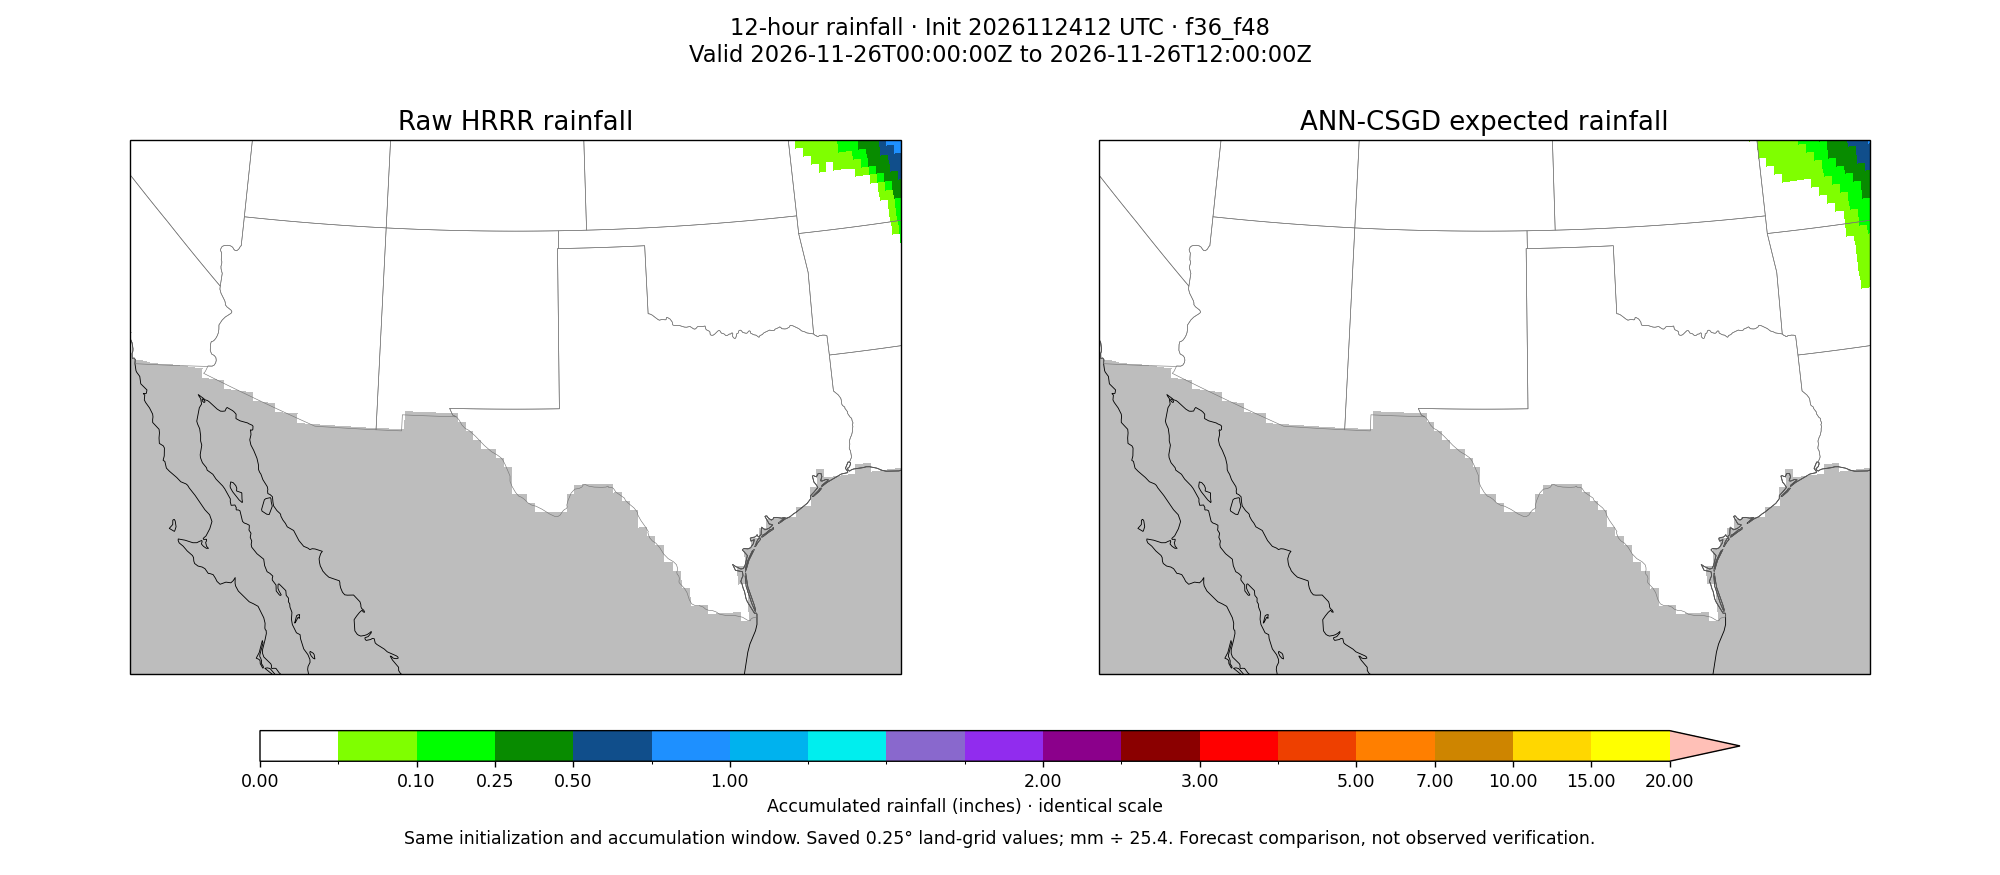 12-hour rainfall · Init 2026112412 UTC · f36_f48
Valid 2026-11-26T00:00:00Z to 2026-11-26T12:00:00Z
Raw HRRR rainfall
ANN-CSGD expected rainfall
0.00 0.10 0.25 0.50 1.00 2.00 3.00 5.00 7.00 10.00 15.00 20.00
Accumulated rainfall (inches) · identical scale
Same initialization and accumulation window. Saved 0.25° land-grid values; mm ÷ 25.4. Forecast comparison, not observed verification.